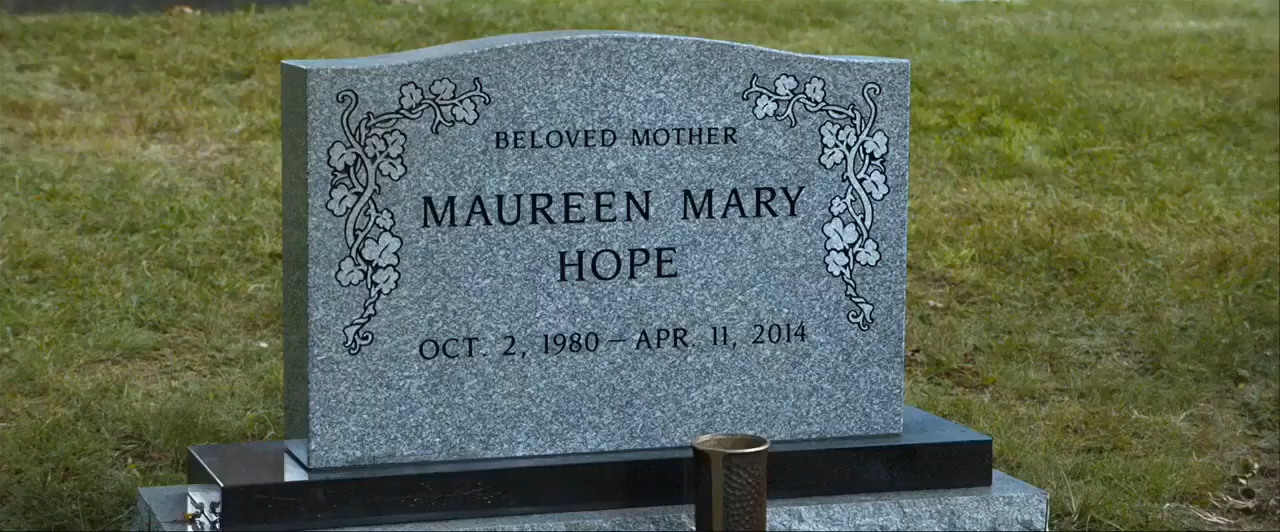 BELOVED MOTHER
MAUREEN MARY
HOPE
OCT. 2, 1980 – APR. 11, 2014